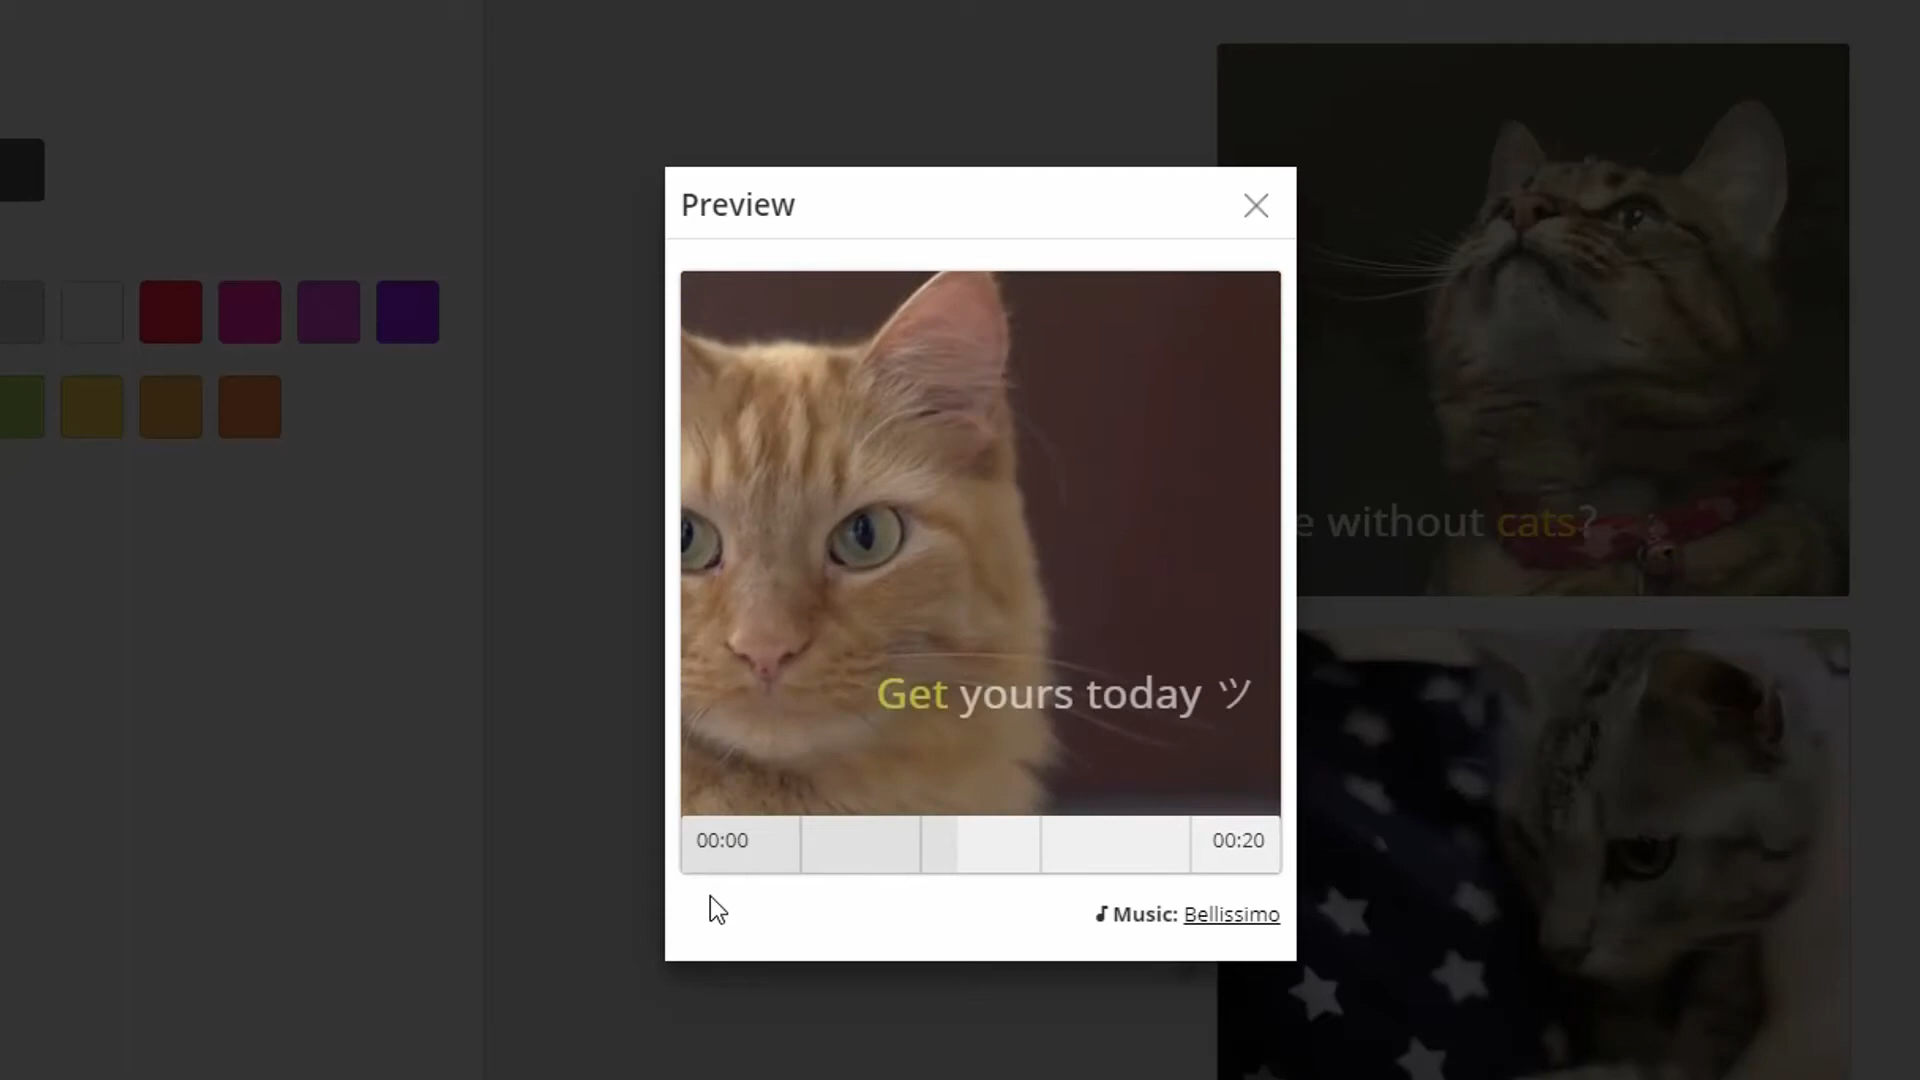 Preview
e without cats?
Get yours today ツ
00:00
00:20
Music: Bellissimo